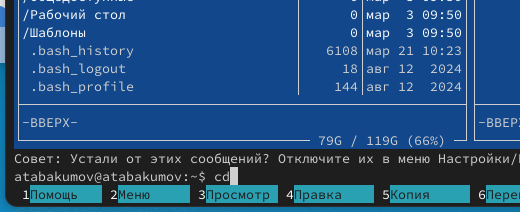 /Рабочий стол 0 мар 3 09:50
/Шаблоны 0 мар 3 09:50
.bash_history 6108 мар 21 10:23
.bash_logout 18 авг 12 2024
.bash_profile 144 авг 12 2024
-ВВЕРХ- -ВВЕРХ
79G / 119G (66%)
Совет: Устали от этих сообщений? Отключите их в меню Настройки/
atabakumov@atabakumov:~$ cd
1Помощь 2Меню 3Просмотр 4Правка 5Копия 6Пере